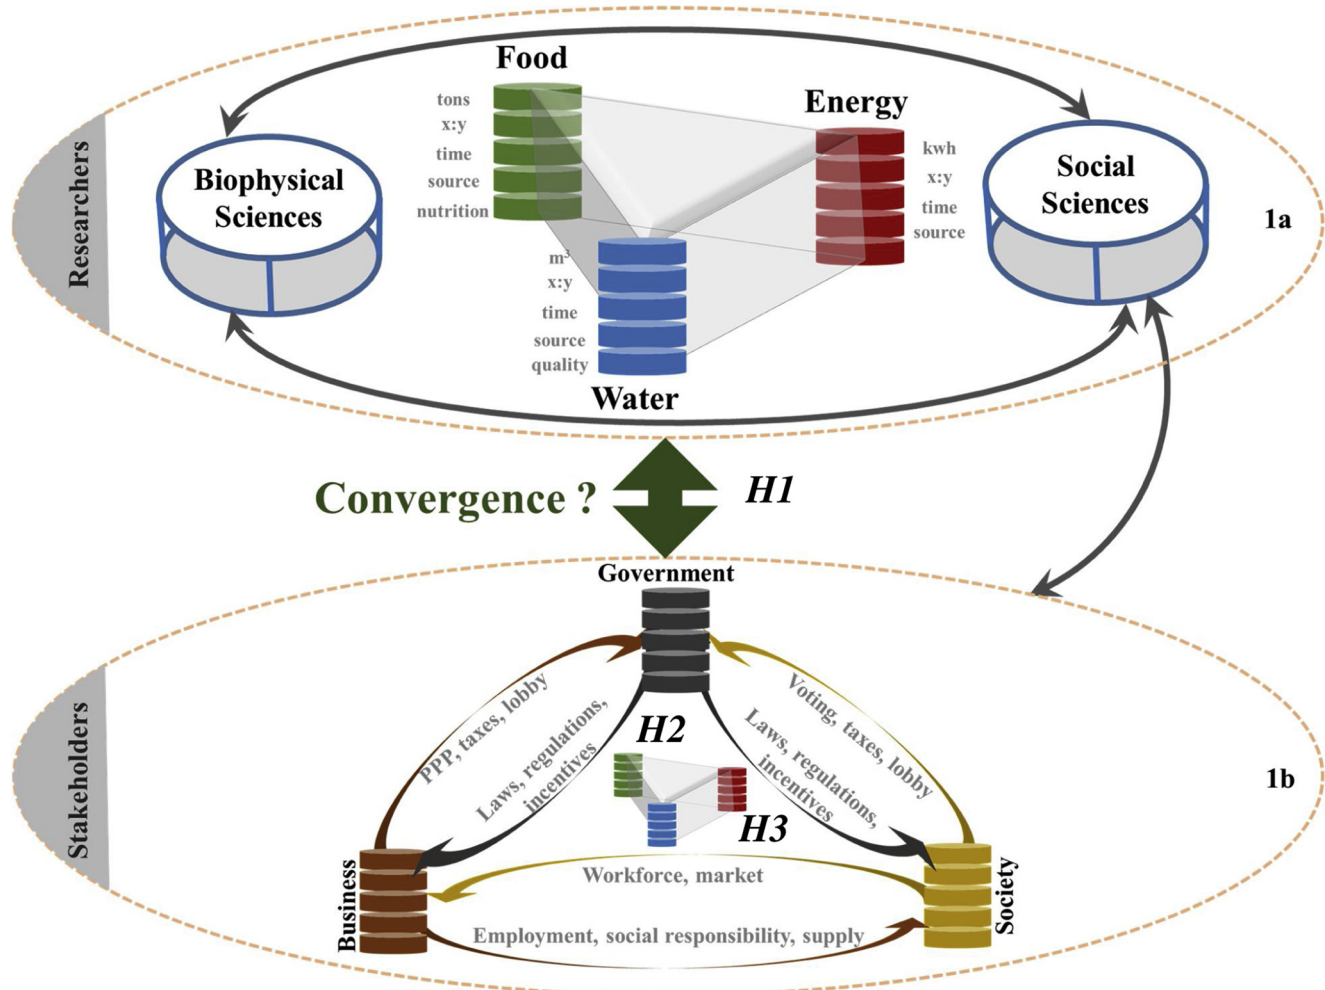 Food
tons
x:y
time
source
nutrition
Energy
kwh
x:y
time
source
Biophysical
Sciences
Social
Sciences
Researchers
1a
m³
x:y
time
source
quality
Water
Convergence ?
H1
Government
PPP, taxes, lobby
Laws, regulations,
incentives
H2
Voting, taxes, lobby
Laws, regulations,
incentives
H3
Stakeholders
1b
Business
Workforce, market
Society
Employment, social responsibility, supply